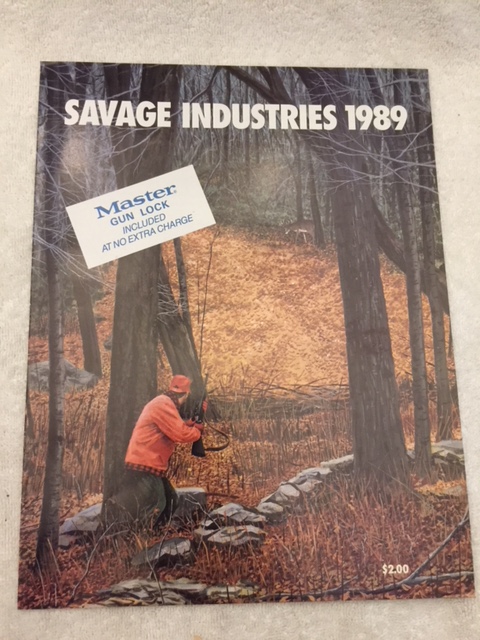 SAVAGE INDUSTRIES 1989
Master
GUN LOCK
INCLUDED
AT NO EXTRA CHARGE
$2.00